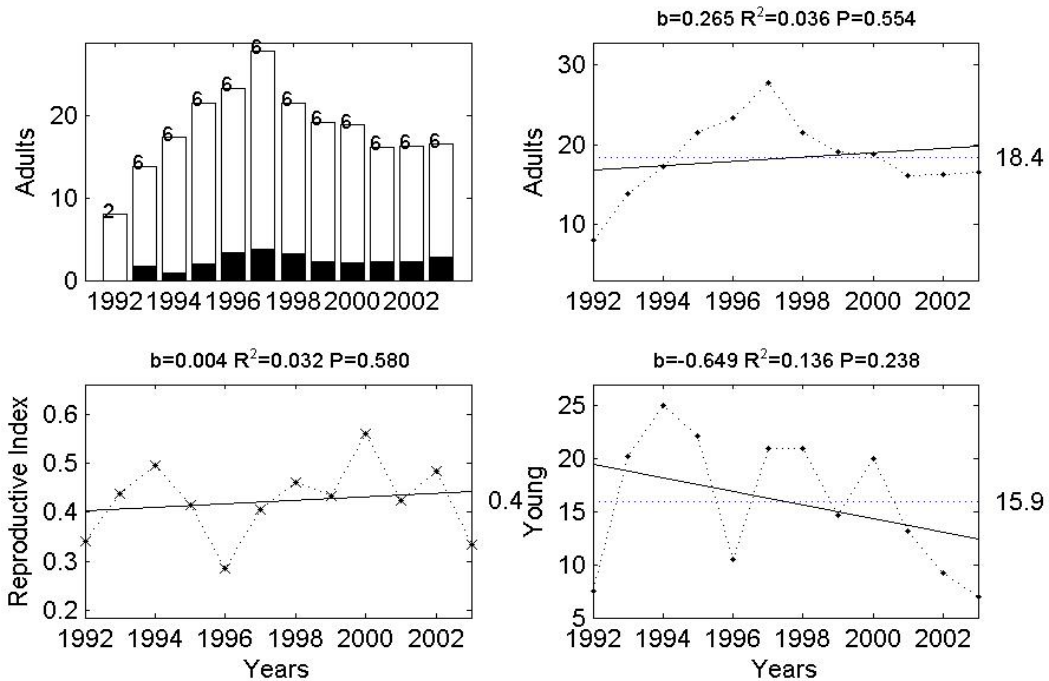 Adults
20
10
0
2 6 6 6 6 6 6 6 6 6 6 6
1992 1994 1996 1998 2000 2002
b=0.265 R²=0.036 P=0.554
Adults
30
20
10
18.4
1992 1994 1996 1998 2000 2002
b=0.004 R²=0.032 P=0.580
Reproductive Index
0.6
0.5
0.4
0.3
0.2
0.4
1992 1994 1996 1998 2000 2002
Years
b=-0.649 R²=0.136 P=0.238
Young
25
20
15
10
5
15.9
1992 1994 1996 1998 2000 2002
Years